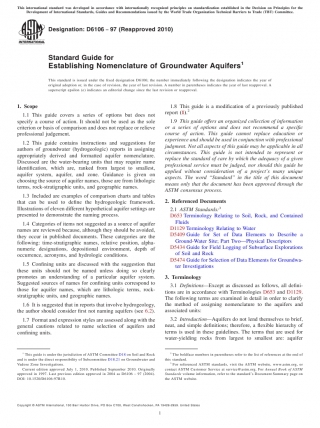 This international standard was developed in accordance with internationally recognized principles on standardization established in the Decision on Principles for the
Development of International Standards, Guides and Recommendations issued by the World Trade Organization Technical Barriers to Trade (TBT) Committee.
Designation: D6106 − 97 (Reapproved 2010)
INTERNATIONAL
Standard Guide for
Establishing Nomenclature of Groundwater Aquifers1
This standard is issued under the fixed designation D6106; the number immediately following the designation indicates the year of
original adoption or, in the case of revision, the year of last revision. A number in parentheses indicates the year of last reapproval. A
superscript epsilon (ε) indicates an editorial change since the last revision or reapproval.
1. Scope
1.1 This guide covers a series of options but does not
specify a course of action. It should not be used as the sole
criterion or basis of comparison and does not replace or relieve
professional judgement.
1.2 This guide contains instructions and suggestions for
authors of groundwater (hydrogeologic) reports in assigning
appropriately derived and formatted aquifer nomenclature.
Discussed are the water-bearing units that may require name
identification, which are, ranked from largest to smallest,
aquifer system, aquifer, and zone. Guidance is given on
choosing the source of aquifer names, these are from lithologic
terms, rock-stratigraphic units, and geographic names.
1.3 Included are examples of comparison charts and tables
that can be used to define the hydrogeologic framework.
Illustrations of eleven different hypothetical aquifer settings are
presented to demonstrate the naming process.
1.4 Categories of items not suggested as a source of aquifer
names are reviewed because, although they should be avoided,
they occur in published documents. These categories are the
following: time-stratigraphic names, relative position, alpha-
numeric designations, depositional environment, depth of
occurrence, acronyms, and hydrologic conditions.
1.5 Confining units are discussed with the suggestion that
these units should not be named unless doing so clearly
promotes an understanding of a particular aquifer system.
Suggested sources of names for confining units correspond to
those for aquifer names, which are lithologic terms, rock-
stratigraphic units, and geographic names.
1.6 It is suggested that in reports that involve hydrogeology,
the author should consider first not naming aquifers (see 6.2).
1.7 Format and expression styles are assessed along with the
general cautions related to name selection of aquifers and
confining units.
1.8 This guide is a modification of a previously published
report (1).2
1.9 This guide offers an organized collection of information
or a series of options and does not recommend a specific
course of action. This guide cannot replace education or
experience and should be used in conjunction with professional
judgment. Not all aspects of this guide may be applicable in all
circumstances. This guide is not intended to represent or
replace the standard of care by which the adequacy of a given
professional service must be judged, nor should this guide be
applied without consideration of a project's many unique
aspects. The word "Standard" in the title of this document
means only that the document has been approved through the
ASTM consensus process.
2. Referenced Documents
2.1 ASTM Standards:3
D653 Terminology Relating to Soil, Rock, and Contained
Fluids
D1129 Terminology Relating to Water
D5409 Guide for Set of Data Elements to Describe a
Ground-Water Site; Part Two—Physical Descriptors
D5434 Guide for Field Logging of Subsurface Explorations
of Soil and Rock
D5474 Guide for Selection of Data Elements for Groundwa-
ter Investigations
3. Terminology
3.1 Definitions—Except as discussed as follows, all defini-
tions are in accordance with Terminologies D653 and D1129.
The following terms are examined in detail in order to clarify
the method of assigning nomenclature to the aquifers and
associated units:
3.2 Introduction—Aquifers do not lend themselves to brief,
neat, and simple definitions; therefore, a flexible hierarchy of
terms is used in these guidelines. The terms that are used for
water-yielding rocks from largest to smallest are: aquifer
1 This guide is under the jurisdiction of ASTM Committee D18 on Soil and Rock
and is under the direct responsibility of Subcommittee D18.21 on Groundwater and
Vadose Zone Investigations.
Current edition approved July 1, 2010. Published September 2010. Originally
approved in 1997. Last previous edition approved in 2004 as D6106 – 97 (2004).
DOI: 10.1520/D6106-97R10.
2 The boldface numbers in parentheses refer to the list of references at the end of
this standard.
3 For referenced ASTM standards, visit the ASTM website, www.astm.org, or
contact ASTM Customer Service at service@astm.org. For Annual Book of ASTM
Standards volume information, refer to the standard's Document Summary page on
the ASTM website.
Copyright © ASTM International, 100 Barr Harbor Drive, PO Box C700, West Conshohocken, PA 19428-2959. United States
1